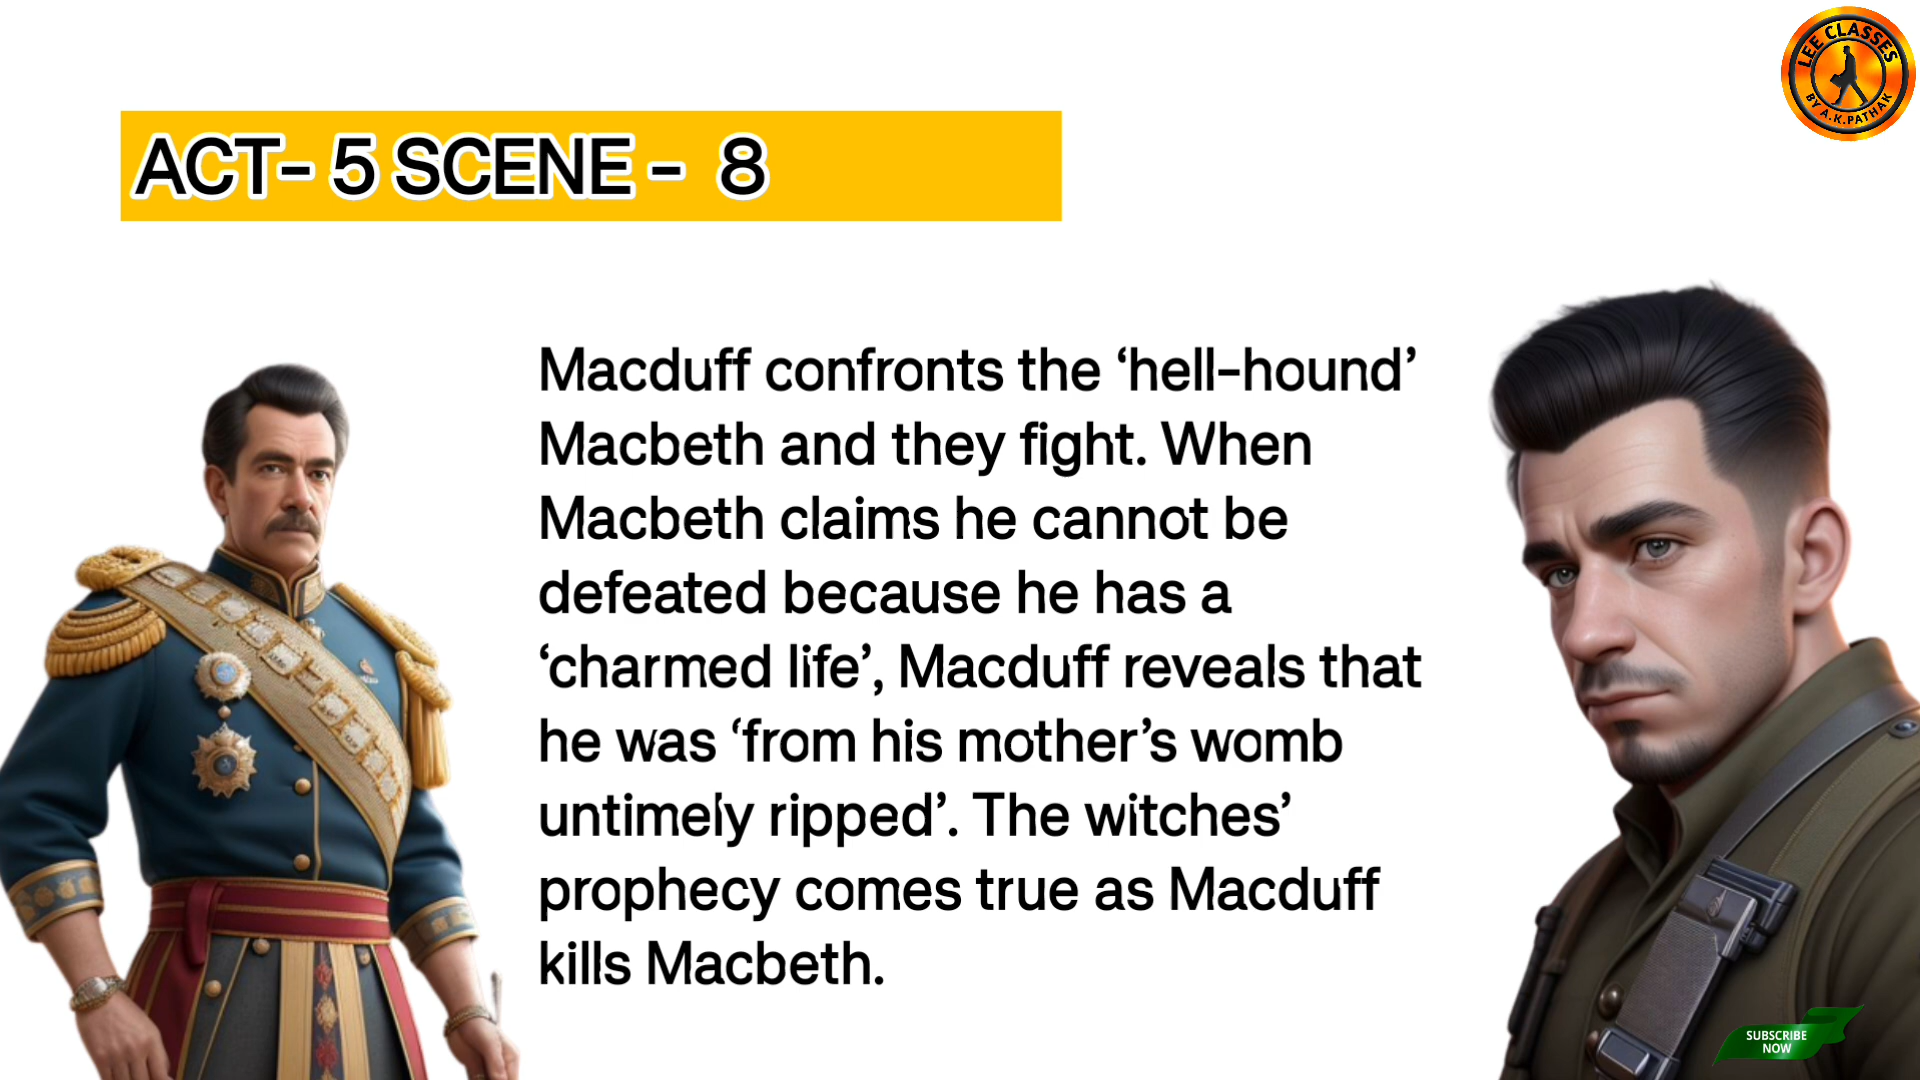 LEE CLASSES
BY A.K.PATHAK
ACT- 5 SCENE - 8
Macduff confronts the ‘hell-hound’
Macbeth and they fight. When
Macbeth claims he cannot be
defeated because he has a
‘charmed life’, Macduff reveals that
he was ‘from his mother’s womb
untimely ripped’. The witches’
prophecy comes true as Macduff
kills Macbeth.
SUBSCRIBE
NOW